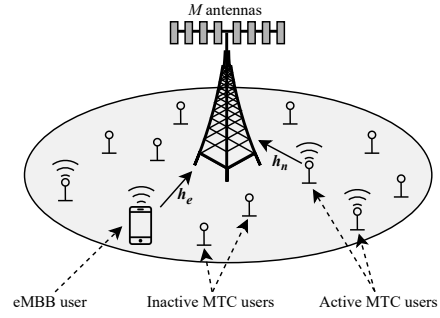 M antennas
h_n
h_e
eMBB user
Inactive MTC users
Active MTC users